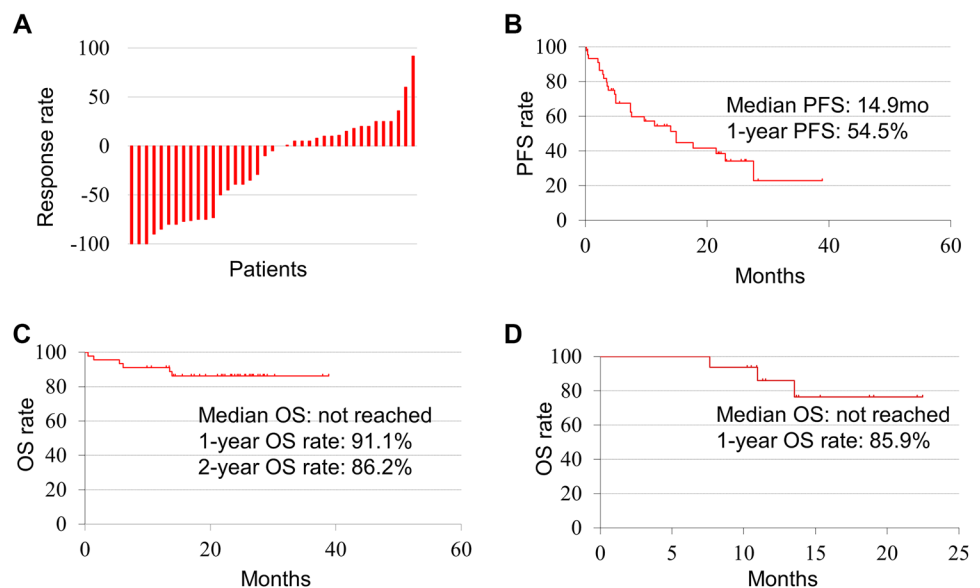 A
100
50
0
-50
-100
Response rate
Patients
B
100
80
60
40
20
0
PFS rate
Median PFS: 14.9mo
1-year PFS: 54.5%
0
20
40
60
Months
C
100
80
60
40
20
0
OS rate
Median OS: not reached
1-year OS rate: 91.1%
2-year OS rate: 86.2%
0
20
40
60
Months
D
100
80
60
40
20
0
OS rate
Median OS: not reached
1-year OS rate: 85.9%
0
5
10
15
20
25
Months